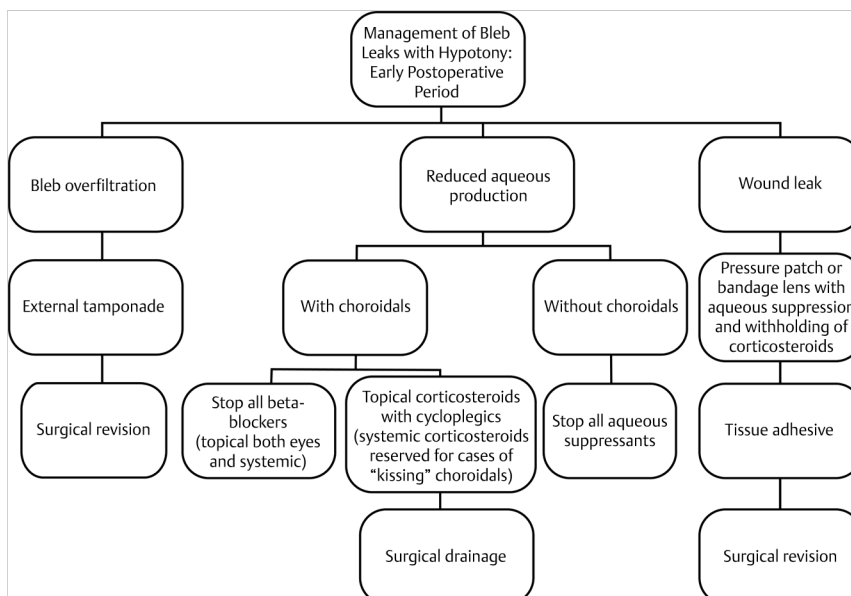 Management of Bleb
Leaks with Hypotony:
Early Postoperative
Period
Bleb overfiltration
Reduced aqueous
production
Wound leak
External tamponade
With choroidals
Without choroidals
Pressure patch or
bandage lens with
aqueous suppression
and withholding of
corticosteroids
Surgical revision
Stop all beta-
blockers
(topical both eyes
and systemic)
Topical corticosteroids
with cycloplegics
(systemic corticosteroids
reserved for cases of
“kissing” choroidals)
Stop all aqueous
suppressants
Tissue adhesive
Surgical drainage
Surgical revision